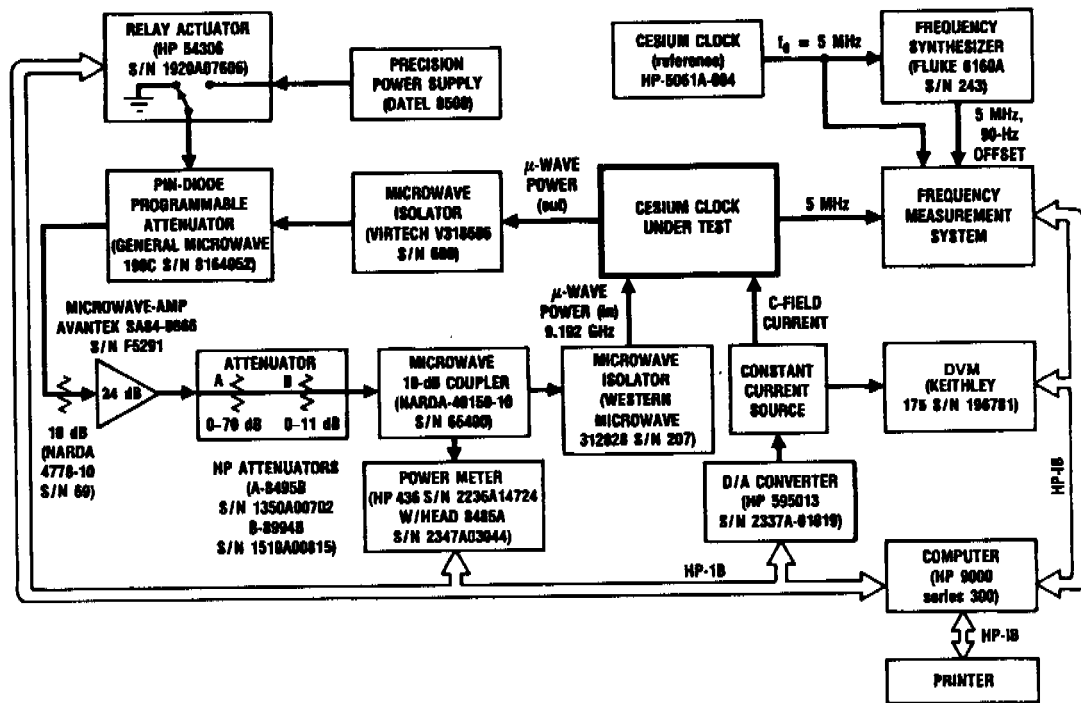 RELAY ACTUATOR
(HP 54306
S/N 1920A07606)
PRECISION
POWER SUPPLY
(DATEL 8500)
CESIUM CLOCK
(reference)
HP-5061A-004
f0 = 5 MHz
FREQUENCY
SYNTHESIZER
(FLUKE 6160A
S/N 243)
5 MHz,
90-Hz
OFFSET
PIN-DIODE
PROGRAMMABLE
ATTENUATOR
(GENERAL MICROWAVE
190C S/N 8164052)
MICROWAVE
ISOLATOR
(VIRTECH V318586
S/N 600)
μ-WAVE
POWER
(out)
CESIUM CLOCK
UNDER TEST
5 MHz
FREQUENCY
MEASUREMENT
SYSTEM
MICROWAVE-AMP
AVANTEK SA84-0666
S/N F5291
24 dB
10 dB
(NARDA
4778-10
S/N 60)
ATTENUATOR
A
B
0–70 dB
0–11 dB
HP ATTENUATORS
(A-8495B
S/N 1350A00702
B-8994B
S/N 1510A00815)
MICROWAVE
10-dB COUPLER
(NARDA-40150-10
S/N 65400)
POWER METER
(HP 436 S/N 2236A14724
W/HEAD 8485A
S/N 2347A03044)
μ-WAVE
POWER (in)
9.192 GHz
MICROWAVE
ISOLATOR
(WESTERN
MICROWAVE
312028 S/N 207)
C-FIELD
CURRENT
CONSTANT
CURRENT
SOURCE
DVM
(KEITHLEY
175 S/N 196781)
D/A CONVERTER
(HP 595013
S/N 2337A-01019)
HP-IB
HP-1B
COMPUTER
(HP 9000
series 300)
HP-IB
PRINTER